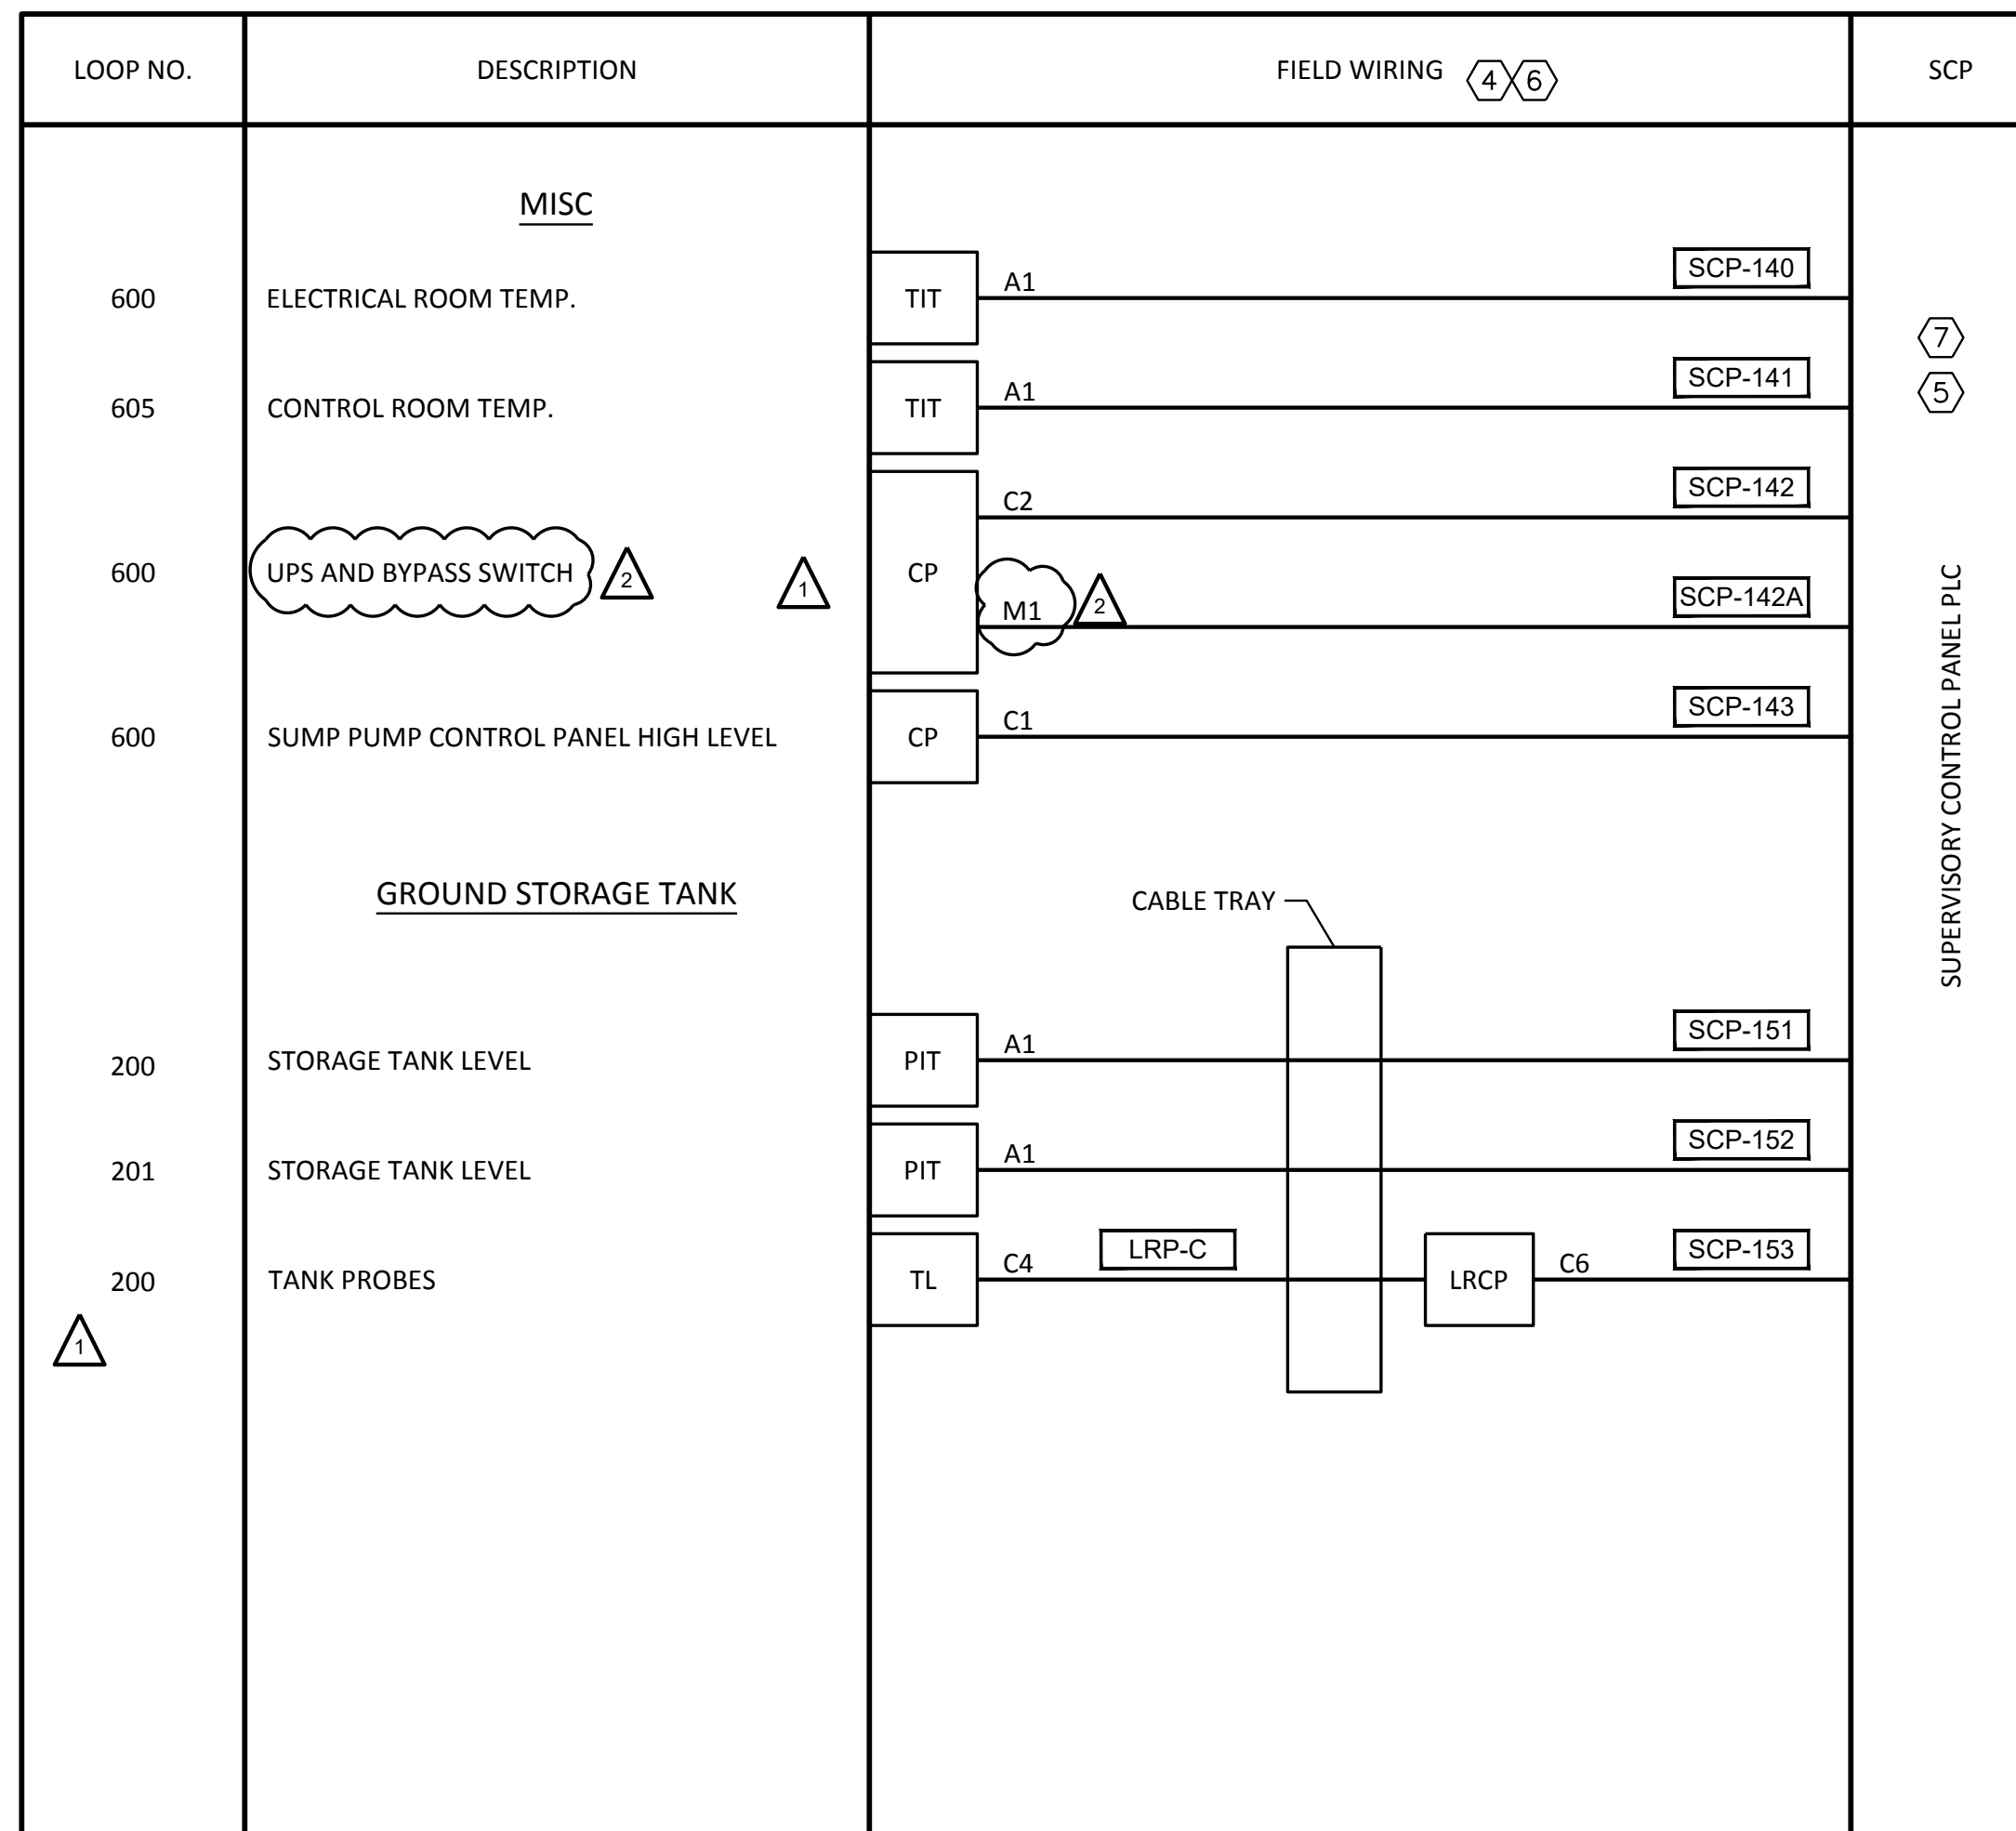 LOOP NO. DESCRIPTION FIELD WIRING 4 6 SCP
MISC
600 ELECTRICAL ROOM TEMP. TIT A1 SCP-140
7
605 CONTROL ROOM TEMP. TIT A1 SCP-141
5
C2 SCP-142
600 UPS AND BYPASS SWITCH 2 1 CP
M1 2 SCP-142A
600 SUMP PUMP CONTROL PANEL HIGH LEVEL CP C1 SCP-143
SUPERVISORY CONTROL PANEL PLC
GROUND STORAGE TANK CABLE TRAY
200 STORAGE TANK LEVEL PIT A1 SCP-151
201 STORAGE TANK LEVEL PIT A1 SCP-152
200 TANK PROBES TL C4 LRP-C LRCP C6 SCP-153
1